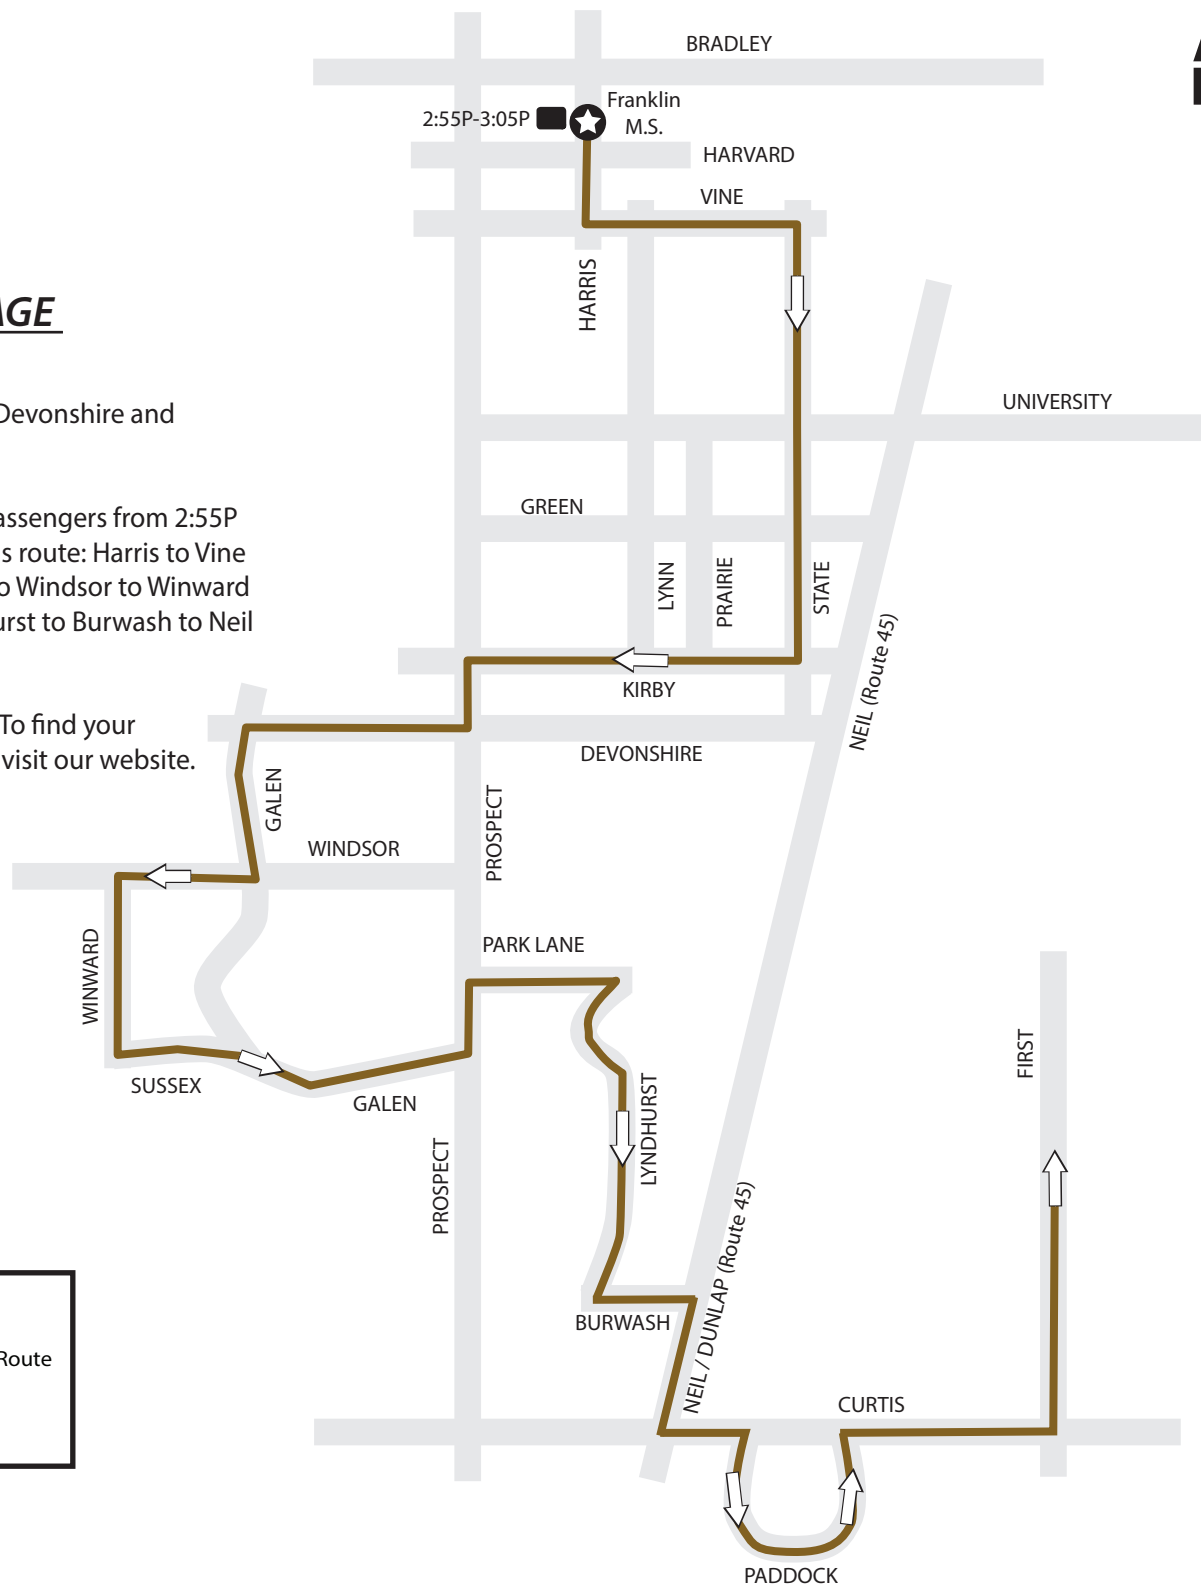 BRADLEY
Franklin
M.S.
2:55P-3:05P
HARVARD
VINE
HARRIS
Devonshire and
UNIVERSITY
assengers from 2:55P
s route: Harris to Vine
o Windsor to Winward
urst to Burwash to Neil
GREEN
LYNN
PRAIRIE
STATE
NEIL (Route 45)
KIRBY
To find your
visit our website.
DEVONSHIRE
GALEN
PROSPECT
WINDSOR
WINWARD
PARK LANE
SUSSEX
GALEN
FIRST
LYNDHURST
PROSPECT
NEIL / DUNLAP (Route 45)
BURWASH
Route
CURTIS
PADDOCK